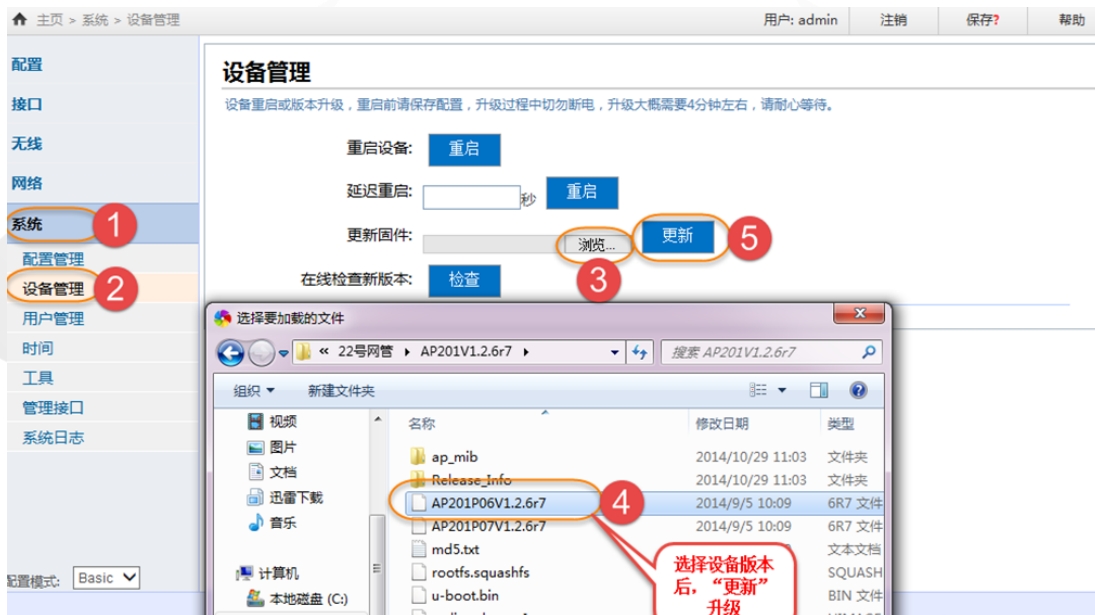 主页 > 系统 > 设备管理 用户: admin 注销 保存? 帮助
配置
接口
无线
网络
系统 1
配置管理
设备管理 2
用户管理
时间
工具
管理接口
系统日志
配置模式: Basic
设备管理
设备重启或版本升级，重启前请保存配置，升级过程中切勿断电，升级大概需要4分钟左右，请耐心等待。
重启设备: 重启
延迟重启: 秒 重启
更新固件: 浏览... 更新 5
3
在线检查新版本: 检查
选择要加载的文件
« 22号网管 AP201V1.2.6r7 搜索 AP201V1.2.6r7
组织 新建文件夹
视频
图片
文档
迅雷下载
音乐
计算机
本地磁盘 (C:)
名称 修改日期 类型
ap_mib 2014/10/29 11:03 文件夹
Release_Info 2014/10/29 11:03 文件夹
AP201P06V1.2.6r7 4 2014/9/5 10:09 6R7 文件
AP201P07V1.2.6r7 2014/9/5 10:09 6R7 文件
md5.txt 文本文档
rootfs.squashfs SQUASH
u-boot.bin BIN 文件
选择设备版本
后，“更新”
升级